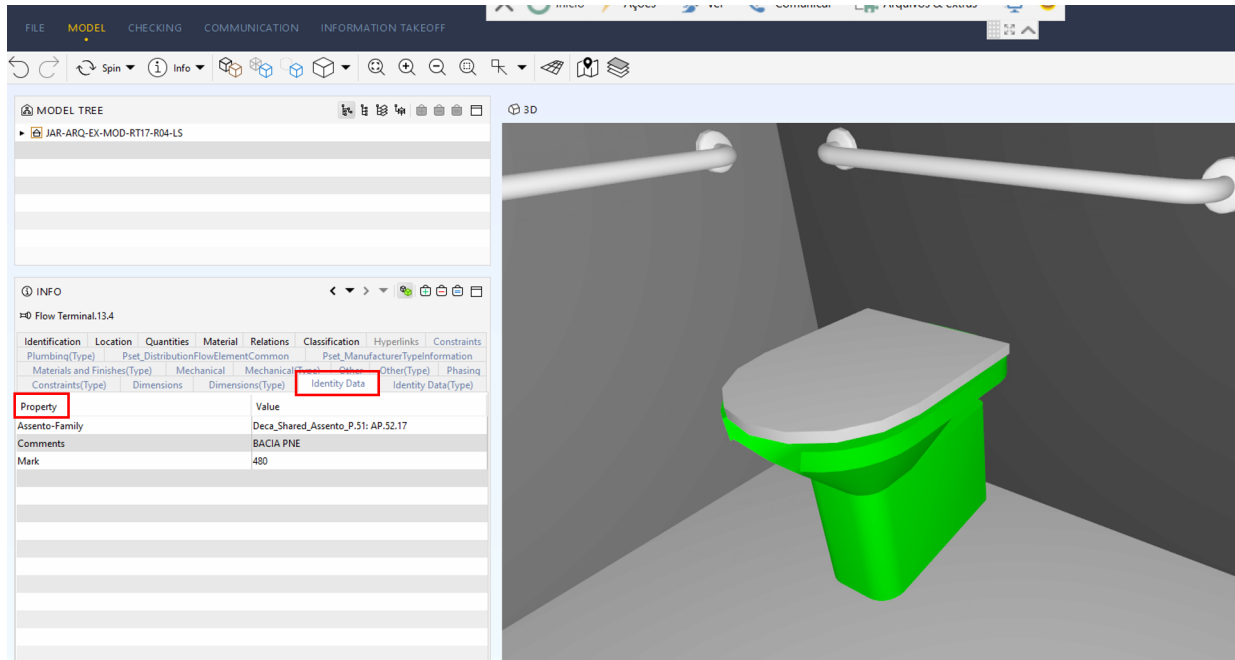 Início Ações Ver Comunicar Arquivos & extras
FILE MODEL CHECKING COMMUNICATION INFORMATION TAKEOFF
Spin Info
MODEL TREE
3D
JAR-ARQ-EX-MOD-RT17-R04-LS
INFO
Flow Terminal.13.4
Identification Location Quantities Material Relations Classification Hyperlinks Constraints
Plumbing(Type) Pset_DistributionFlowElementCommon Pset_ManufacturerTypeInformation
Materials and Finishes(Type) Mechanical Mechanical(Type) Other Other(Type) Phasing
Constraints(Type) Dimensions Dimensions(Type) Identity Data Identity Data(Type)
Property Value
Assento-Family Deca_Shared_Assento_P.51: AP.52.17
Comments BACIA PNE
Mark 480